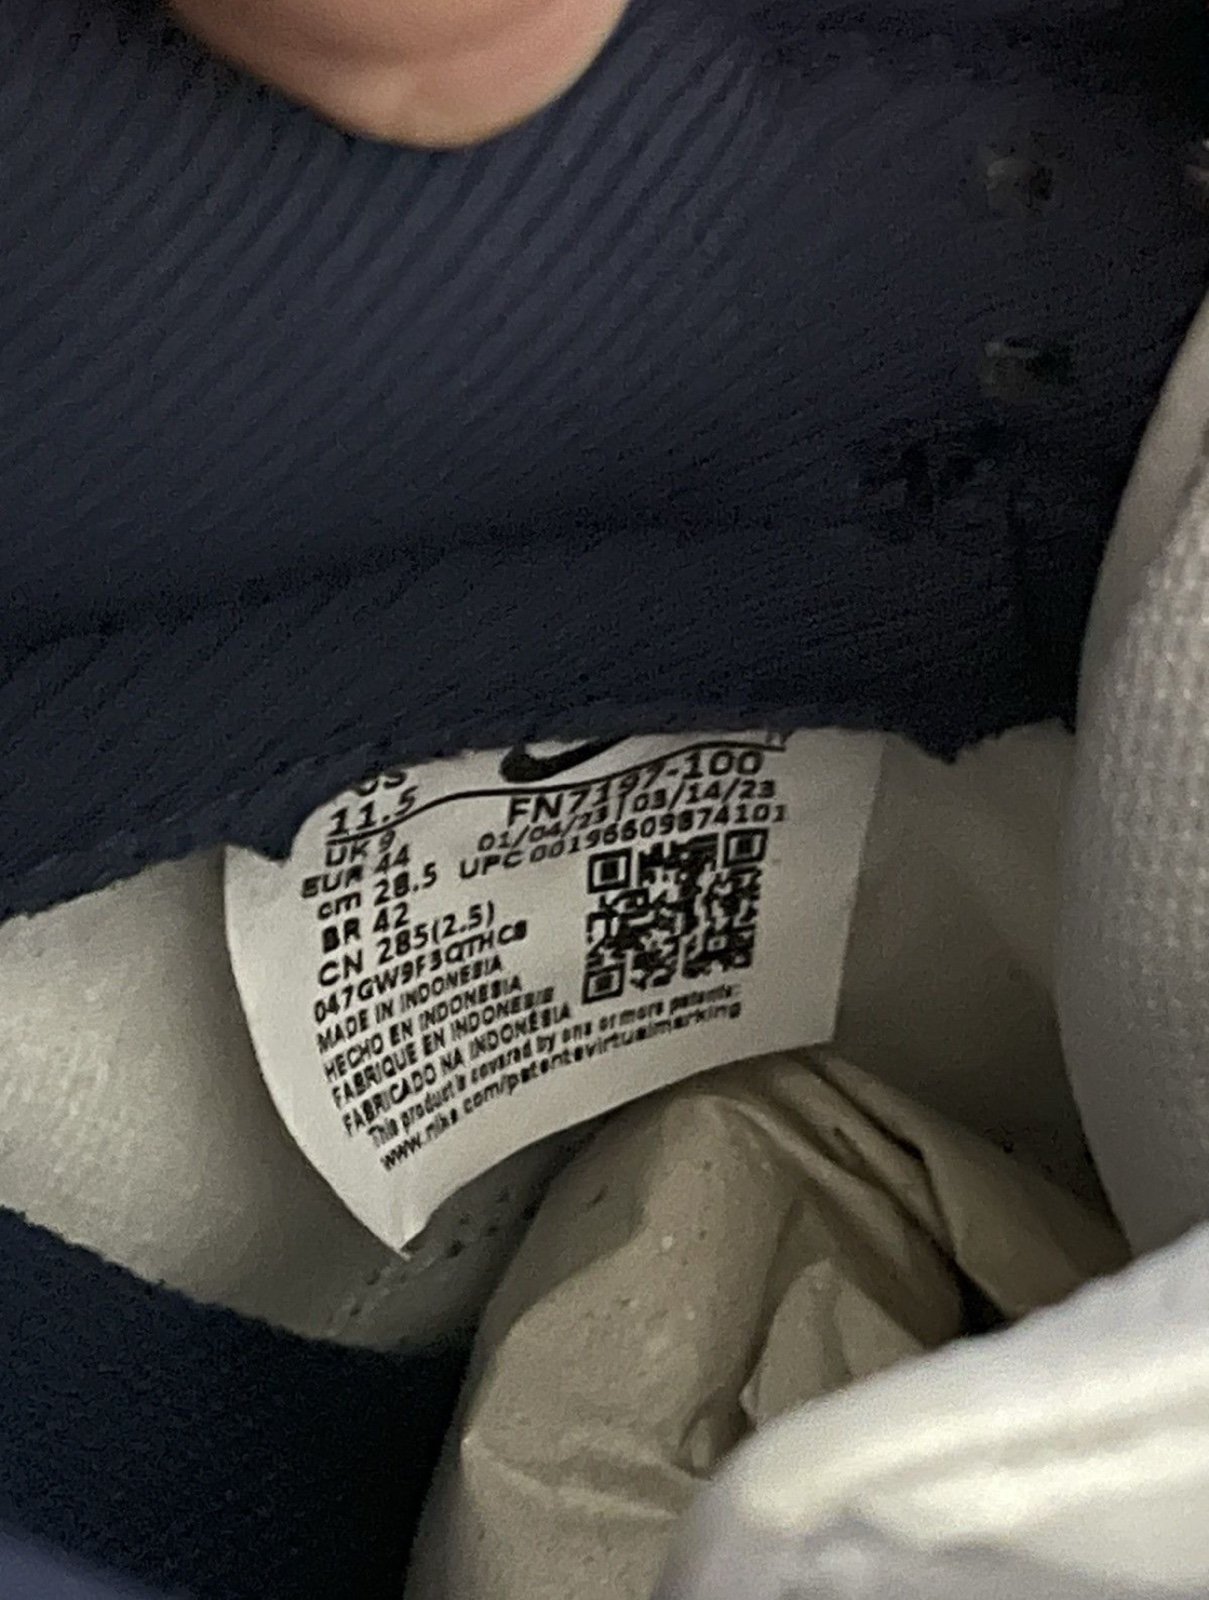 US
11.5
UK 9
EUR 44
cm 28.5
BR 42
CN 285(2.5)
FN7197-100
01/04/23 | 03/14/23
UPC 00196609874101
MADE IN INDONESIA
HECHO EN INDONESIA
FABRIQUE EN INDONESIE
FABRICADO NA INDONÉSIA
This product is covered by one or more patents:
www.nike.com/patentsvirtualmarking